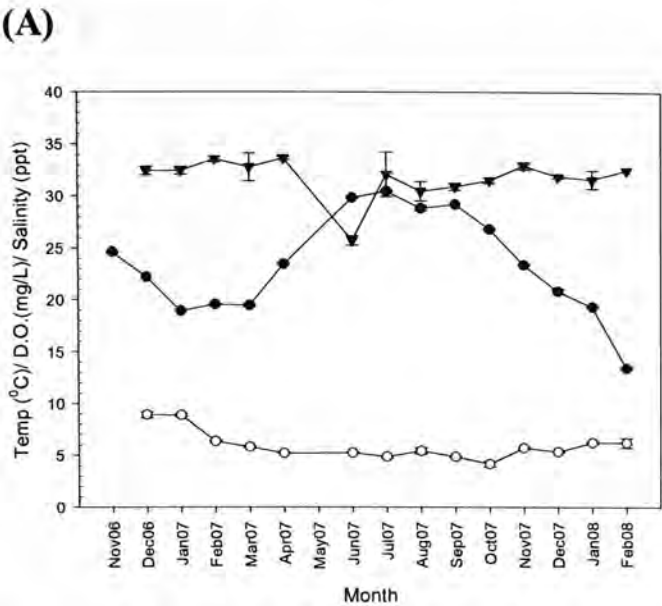 (A)
Temp (⁰C)/ D.O.(mg/L)/ Salinity (ppt)
40
35
30
25
20
15
10
5
0
Nov06
Dec06
Jan07
Feb07
Mar07
Apr07
May07
Jun07
Jul07
Aug07
Sep07
Oct07
Nov07
Dec07
Jan08
Feb08
Month